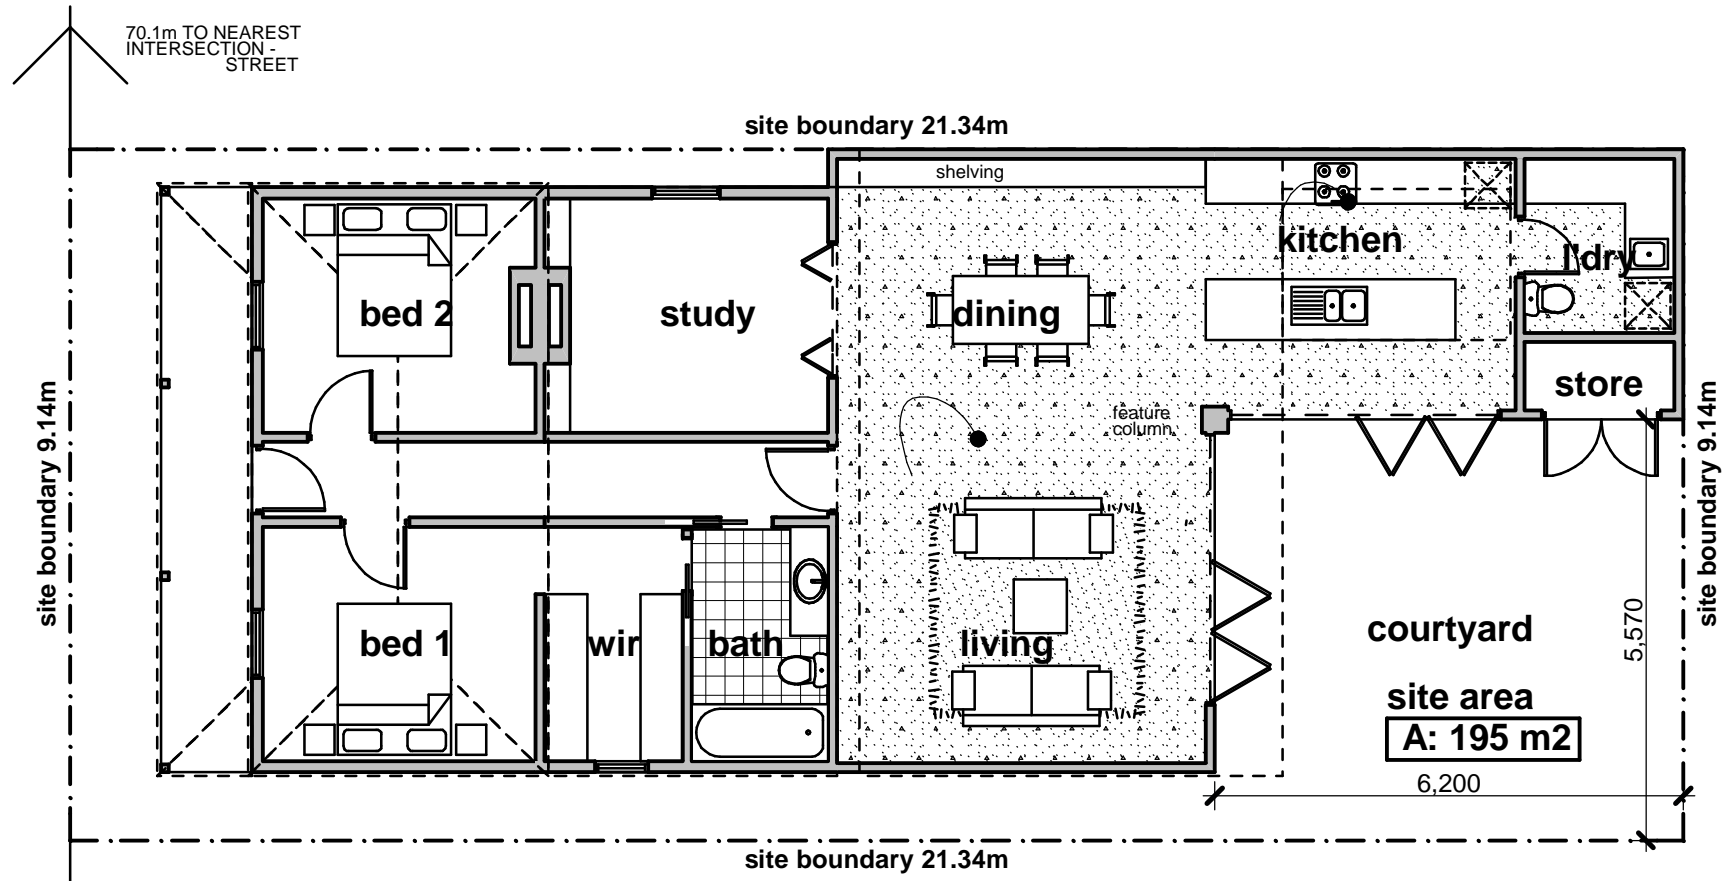 70.1m TO NEAREST
INTERSECTION -
STREET
site boundary 21.34m
shelving
kitchen
l'dry
bed 2
study
dining
store
feature
column
site boundary 9.14m
site boundary 9.14m
bed 1
wir
bath
living
courtyard
5,570
site area
A: 195 m2
6,200
site boundary 21.34m